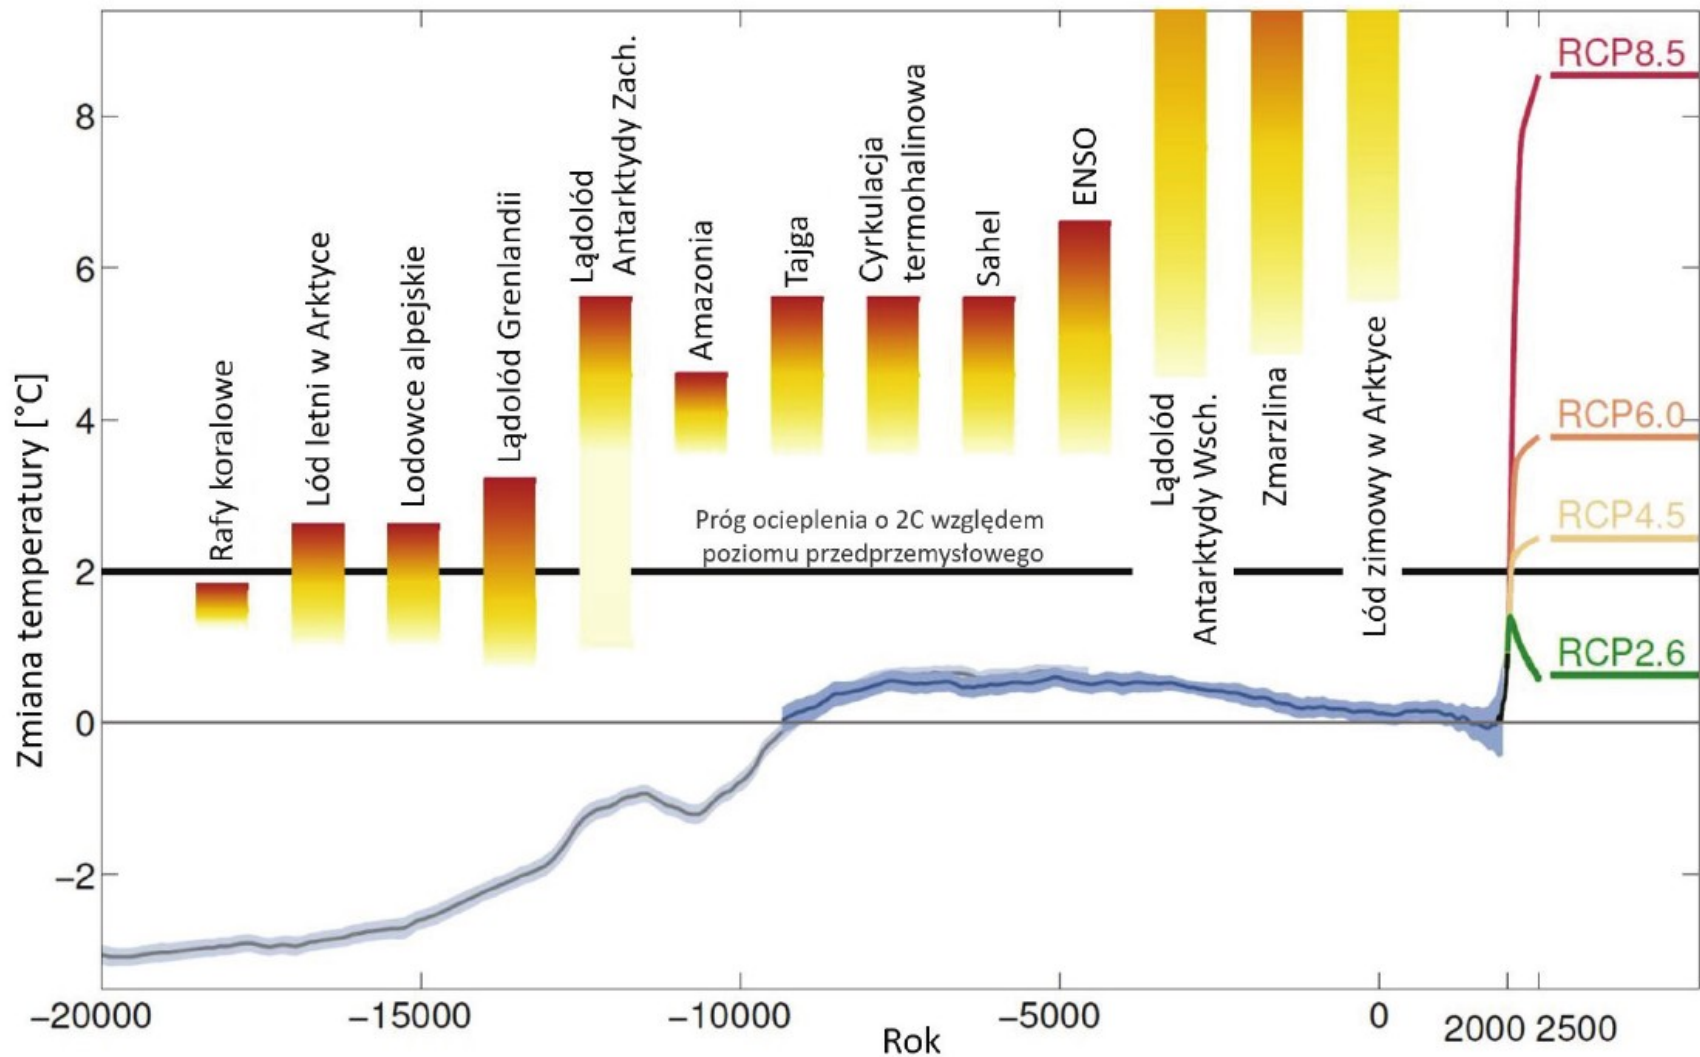 Zmiana temperatury [°C]
8
6
4
2
0
−2
Rafy koralowe
Lód letni w Arktyce
Lodowce alpejskie
Lądolód Grenlandii
Lądolód
Antarktydy Zach.
Amazonia
Tajga
Cyrkulacja
termohalinowa
Sahel
ENSO
Lądolód
Antarktydy Wsch.
Zmarzlina
Lód zimowy w Arktyce
Próg ocieplenia o 2C względem
poziomu przedprzemysłowego
RCP8.5
RCP6.0
RCP4.5
RCP2.6
−20000 −15000 −10000 −5000 0 2000 2500
Rok